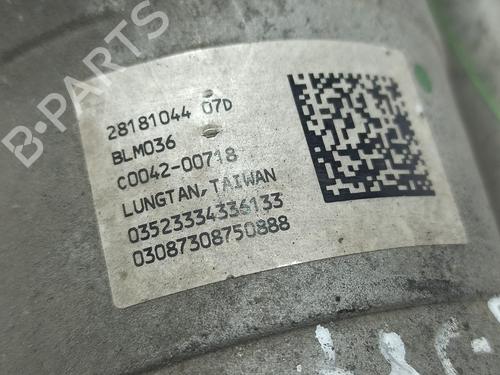 B-PARTS
28181044 07D
BLM036
C0042-00718
LUNGTAN, TAIWAN
03523334336133
03087308750888